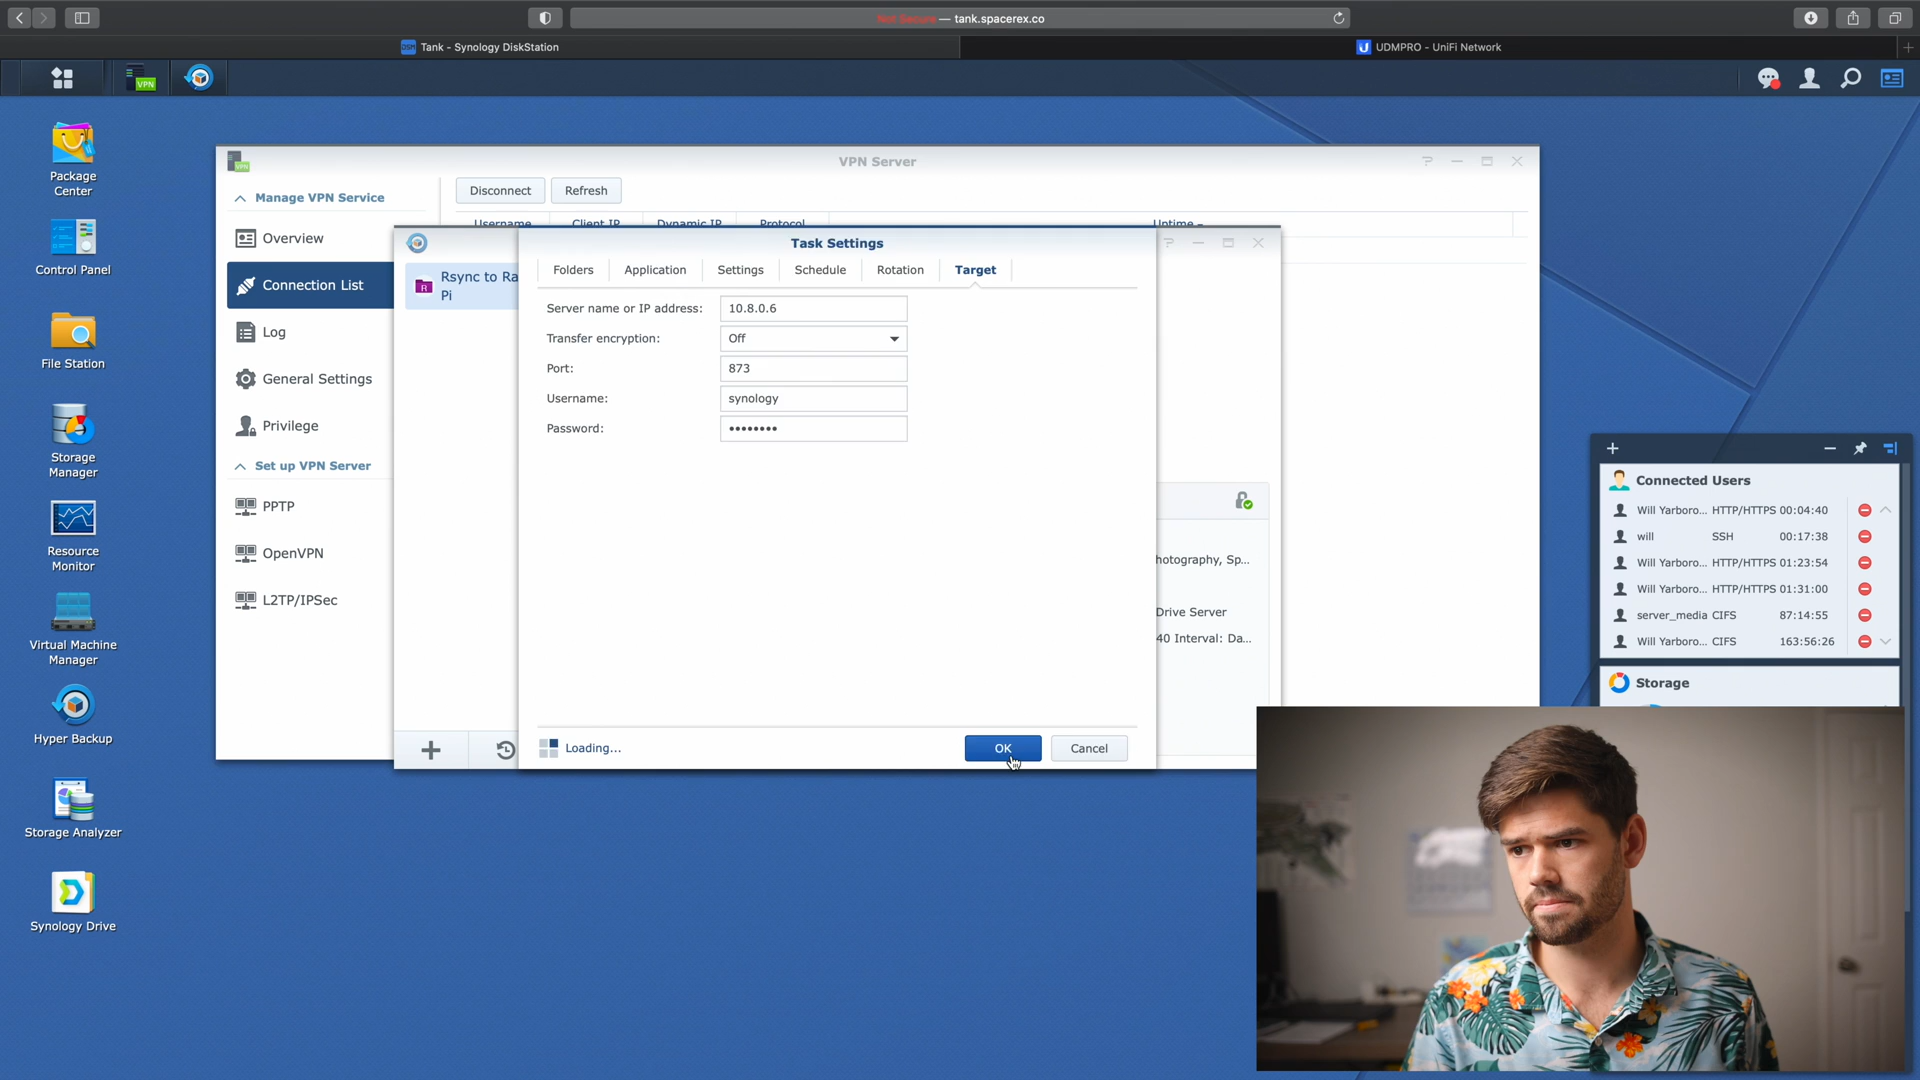 Not Secure — tank.spacerex.co
Tank - Synology DiskStation
UDMPRO - UniFi Network
VPN
Package
Center
Control Panel
File Station
Storage
Manager
Resource
Monitor
Virtual Machine
Manager
Hyper Backup
Storage Analyzer
Synology Drive
VPN Server
Manage VPN Service
Overview
Connection List
Log
General Settings
Privilege
Set up VPN Server
PPTP
OpenVPN
L2TP/IPSec
Disconnect
Refresh
Username
Client IP
Dynamic IP
Protocol
Uptime
Rsync to Ra
Pi
hotography, Sp...
Drive Server
40 Interval: Da...
Task Settings
Folders
Application
Settings
Schedule
Rotation
Target
Server name or IP address: 10.8.0.6
Transfer encryption: Off
Port: 873
Username: synology
Password: ••••••••
Loading...
OK
Cancel
Connected Users
Will Yarboro... HTTP/HTTPS 00:04:40
will SSH 00:17:38
Will Yarboro... HTTP/HTTPS 01:23:54
Will Yarboro... HTTP/HTTPS 01:31:00
server_media CIFS 87:14:55
Will Yarboro... CIFS 163:56:26
Storage